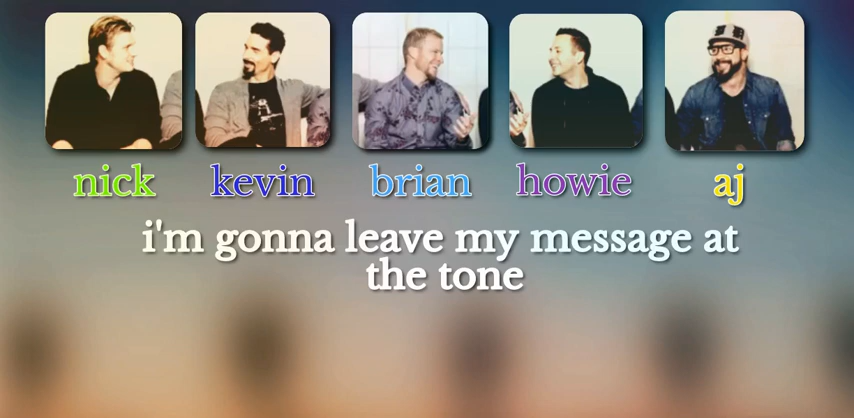 nick kevin brian howie aj
i'm gonna leave my message at
the tone